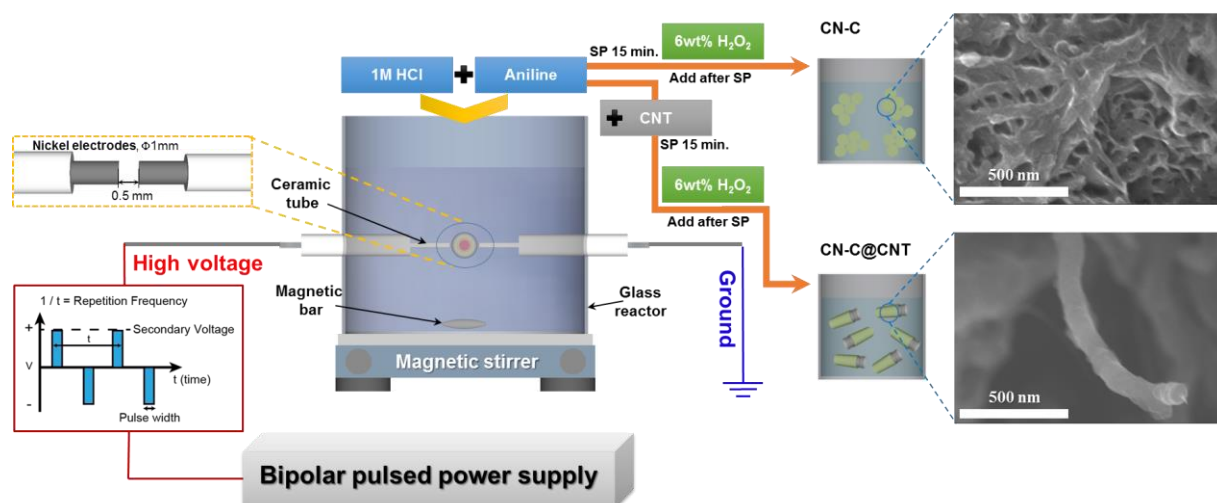 1M HCl
+
Aniline
SP 15 min.
6wt% H₂O₂
Add after SP
+ CNT
SP 15 min.
6wt% H₂O₂
Add after SP
CN-C
500 nm
CN-C@CNT
500 nm
Nickel electrodes, Φ1mm
0.5 mm
Ceramic
tube
High voltage
Magnetic
bar
Glass
reactor
Ground
Magnetic stirrer
1 / t = Repetition Frequency
+
Secondary Voltage
t
V
t (time)
-
Pulse width
Bipolar pulsed power supply